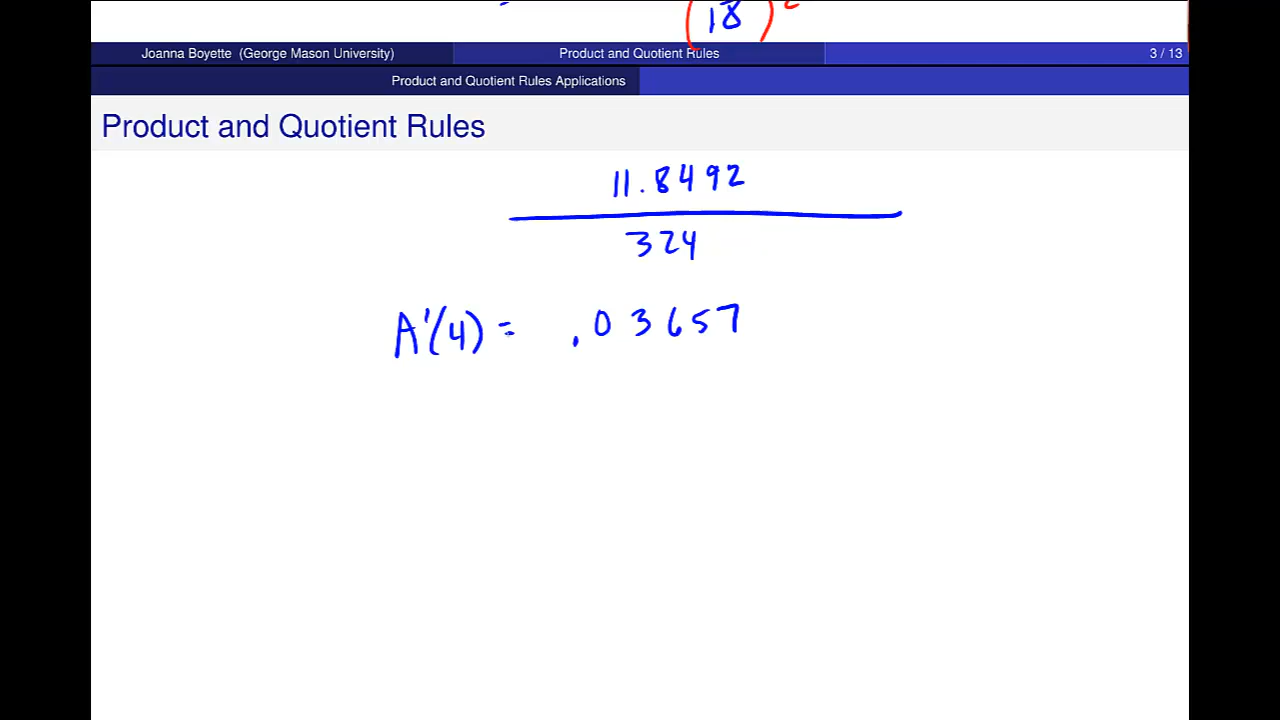 (18)²
Joanna Boyette (George Mason University) Product and Quotient Rules 3 / 13
Product and Quotient Rules Applications
Product and Quotient Rules
11.8492
324
A'(4) = .03657